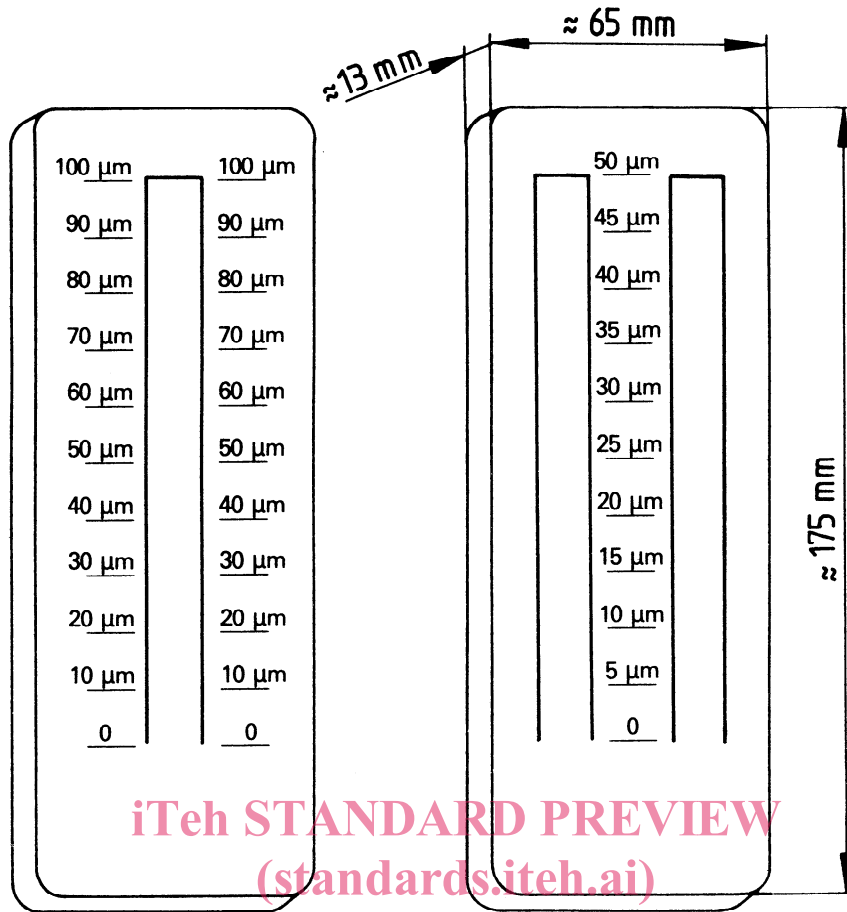 ≈ 65 mm
≈13 mm
100 µm 100 µm
90 µm 90 µm
80 µm 80 µm
70 µm 70 µm
60 µm 60 µm
50 µm 50 µm
40 µm 40 µm
30 µm 30 µm
20 µm 20 µm
10 µm 10 µm
0 0
50 µm
45 µm
40 µm
35 µm
30 µm
25 µm
20 µm
15 µm
10 µm
5 µm
0
≈ 175 mm
iTeh STANDARD PREVIEW
(standards.iteh.ai)